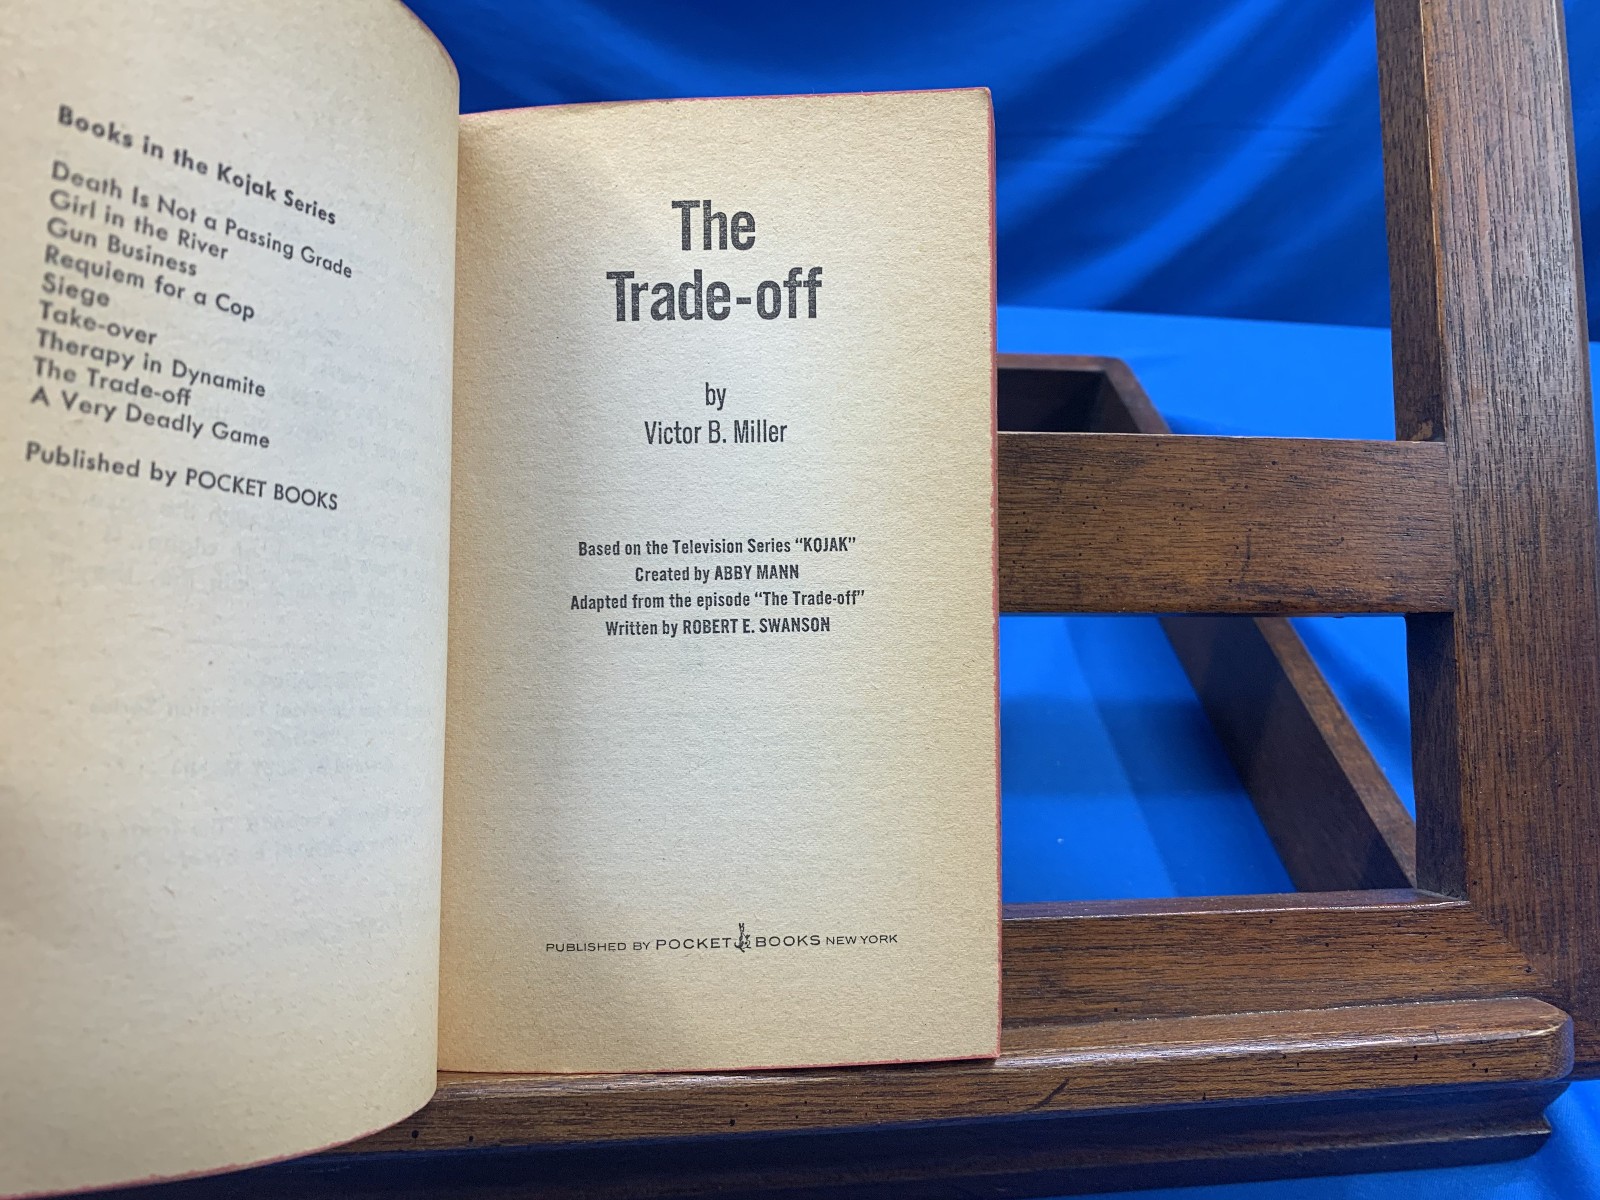 Books in the Kojak Series
Death Is Not a Passing Grade
Girl in the River
Gun Business
Requiem for a Cop
Siege
Take-over
Therapy in Dynamite
The Trade-off
A Very Deadly Game
Published by POCKET BOOKS
The
Trade-off
by
Victor B. Miller
Based on the Television Series “KOJAK”
Created by ABBY MANN
Adapted from the episode “The Trade-off”
Written by ROBERT E. SWANSON
PUBLISHED BY POCKET BOOKS NEW YORK